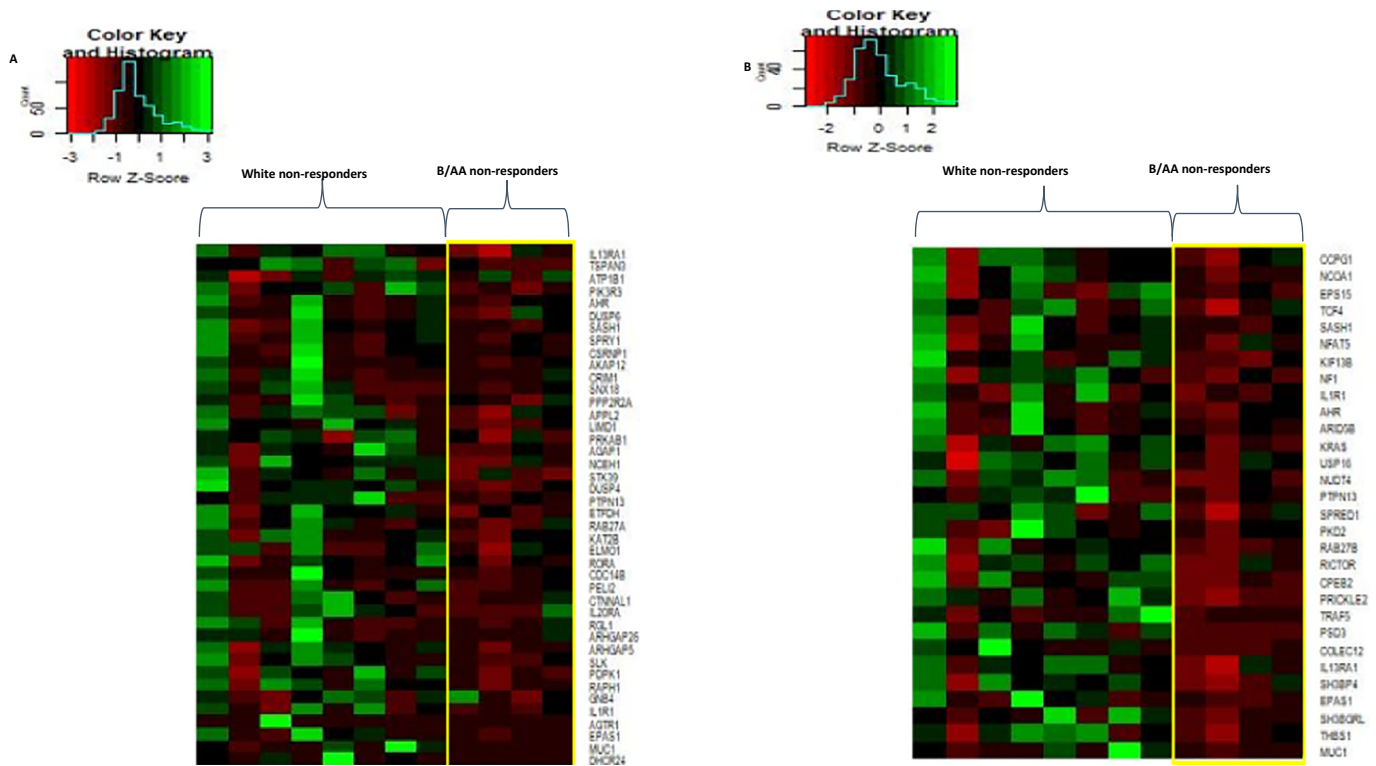 A
Color Key
and Histogram
Count
0 50
-3 -1 1 3
Row Z-Score
White non-responders
B/AA non-responders
IL13RA1
TSPAN3
ATP1B1
PIK3R3
AHR
DUSP6
SASH1
SPRY1
CSRNP1
AKAP12
CRIM1
SNX18
PPP2R2A
APPL2
LIMD1
PRKAB1
AGAP1
NCEH1
STK39
DUSP4
PTPN13
ETFDH
RAB27A
KAT2B
ELMO1
RORA
CDC14B
PELI2
CTNNAL1
IL20RA
RGL1
ARHGAP26
ARHGAP5
SLK
PDPK1
RAPH1
GNB4
IL1R1
AGTR1
EPAS1
MUC1
DHCR24
B
Color Key
and Histogram
Count
0 40
-2 0 1 2
Row Z-Score
White non-responders
B/AA non-responders
CCPG1
NCOA1
EPS15
TCF4
SASH1
NFAT5
KIF13B
NF1
IL1R1
AHR
ARID5B
KRAS
USP16
NUDT4
PTPN13
SPRED1
PKD2
RAB27B
RICTOR
CPEB2
PRICKLE2
TRAF5
PSD3
COLEC12
IL13RA1
SH3BP4
EPAS1
SH3BGRL
THBS1
MUC1